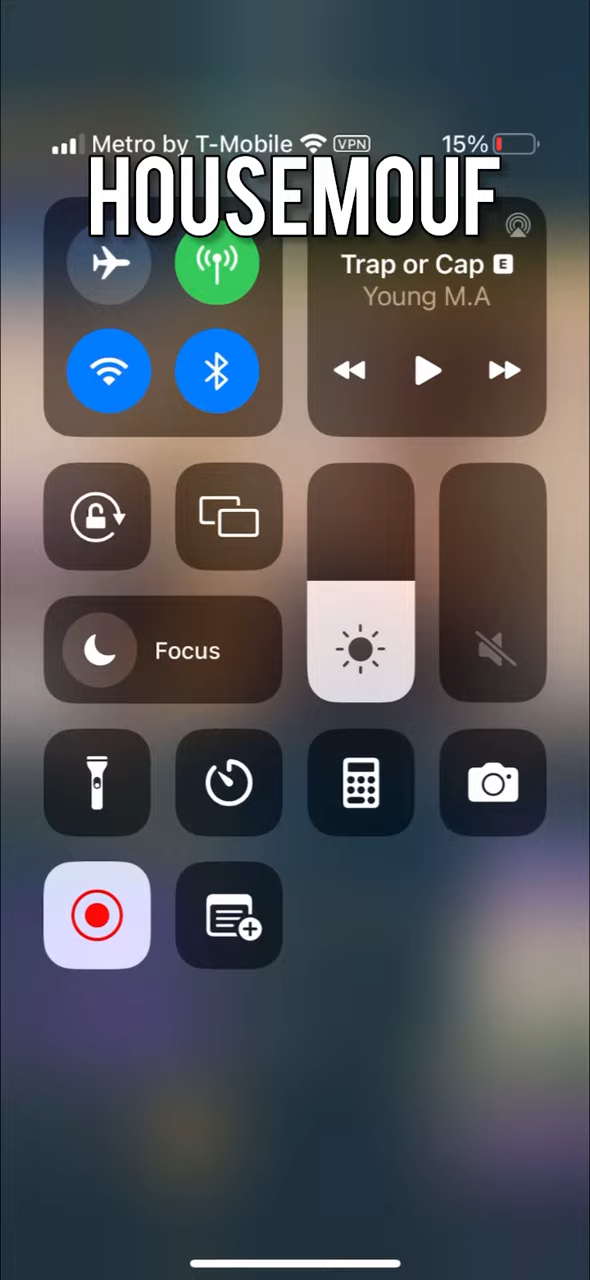 Metro by T-Mobile VPN 15%
HOUSEMOUF
Trap or Cap E
Young M.A
Focus